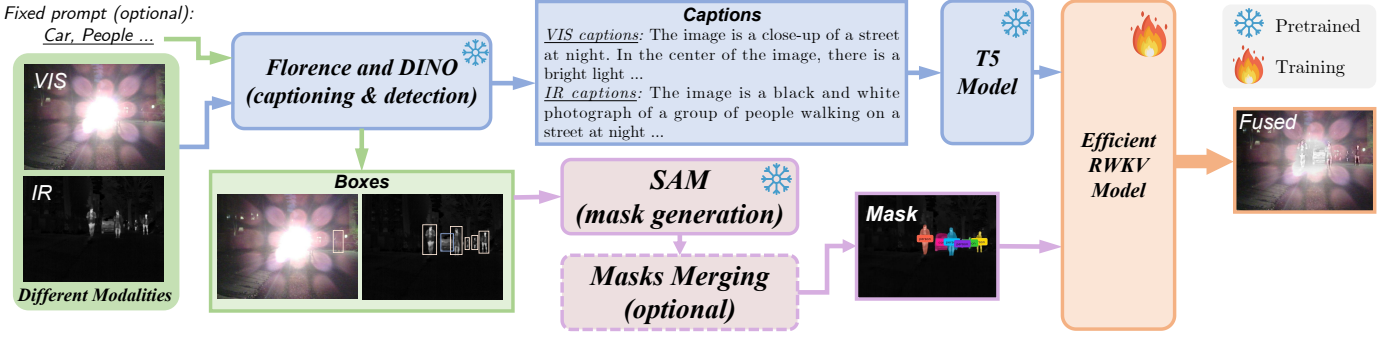 Fixed prompt (optional):
Car, People ...
VIS
IR
Different Modalities
Florence and DINO
(captioning & detection)
Boxes
Captions
VIS captions: The image is a close-up of a street
at night. In the center of the image, there is a
bright light ...
IR captions: The image is a black and white
photograph of a group of people walking on a
street at night ...
T5
Model
SAM
(mask generation)
Masks Merging
(optional)
Mask
Efficient
RWKV
Model
Pretrained
Training
Fused